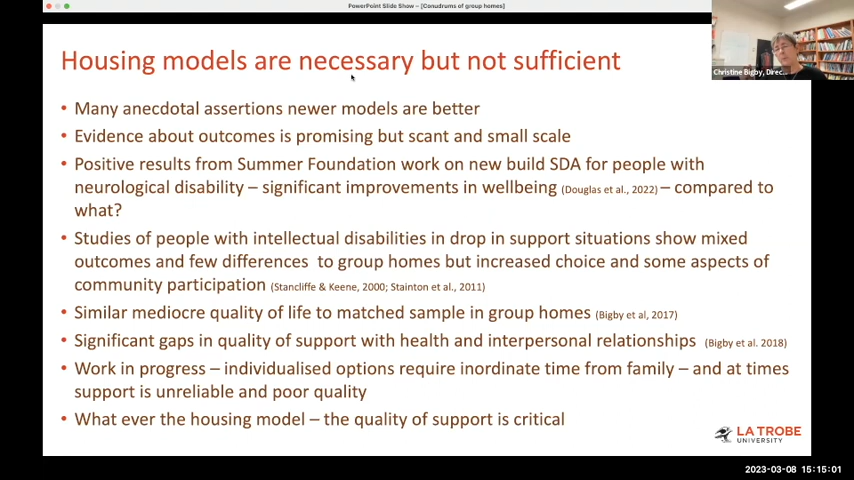 PowerPoint Slide Show – [Conudrums of group homes]
Housing models are necessary but not sufficient
Christine Bigby, Direc...
• Many anecdotal assertions newer models are better
• Evidence about outcomes is promising but scant and small scale
• Positive results from Summer Foundation work on new build SDA for people with
neurological disability – significant improvements in wellbeing (Douglas et al., 2022) – compared to
what?
• Studies of people with intellectual disabilities in drop in support situations show mixed
outcomes and few differences to group homes but increased choice and some aspects of
community participation (Stancliffe & Keene, 2000; Stainton et al., 2011)
• Similar mediocre quality of life to matched sample in group homes (Bigby et al, 2017)
• Significant gaps in quality of support with health and interpersonal relationships (Bigby et al. 2018)
• Work in progress – individualised options require inordinate time from family – and at times
support is unreliable and poor quality
• What ever the housing model – the quality of support is critical
LA TROBE
UNIVERSITY
2023-03-08 15:15:01